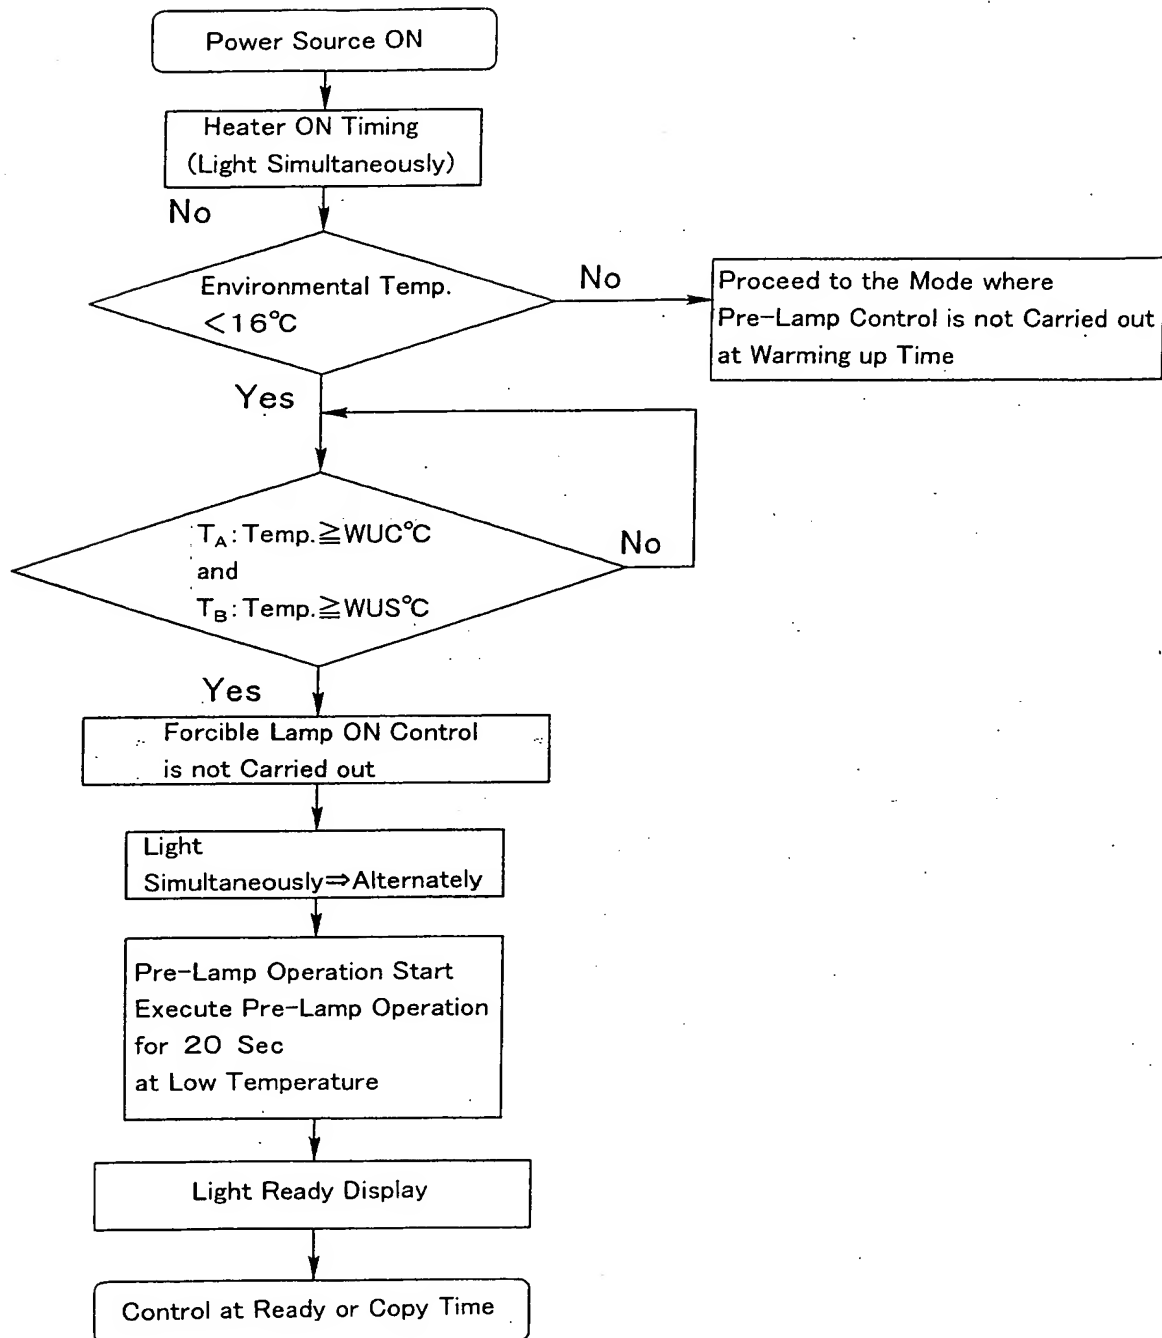 Power Source ON
Heater ON Timing
(Light Simultaneously)
No
Environmental Temp.
<16℃
No
Proceed to the Mode where
Pre-Lamp Control is not Carried out
at Warming up Time
Yes
T_A:Temp.≧WUC℃
and
T_B:Temp.≧WUS℃
No
Yes
Forcible Lamp ON Control
is not Carried out
Light
Simultaneously⇒Alternately
Pre-Lamp Operation Start
Execute Pre-Lamp Operation
for 20 Sec
at Low Temperature
Light Ready Display
Control at Ready or Copy Time